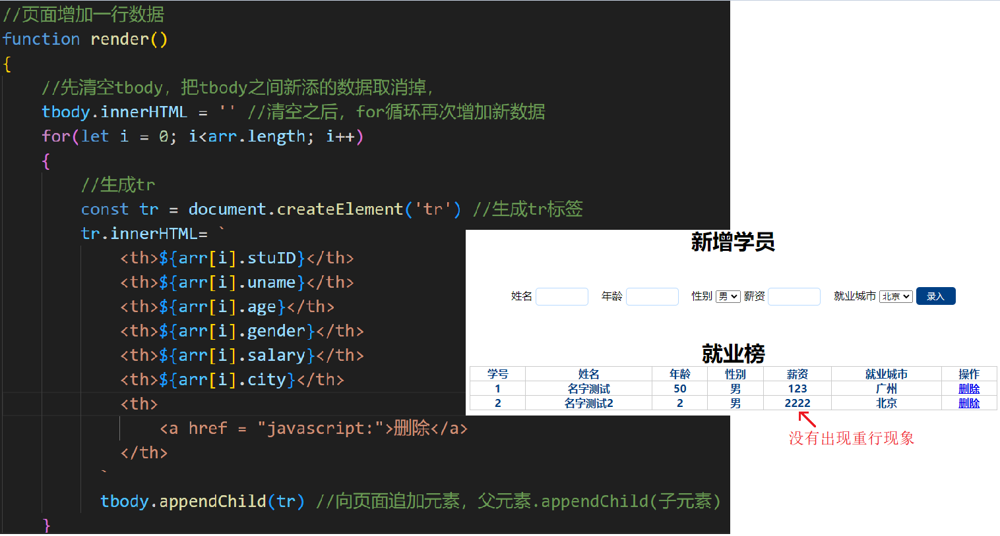 //页面增加一行数据
function render()
{
//先清空tbody，把tbody之间新添的数据取消掉，
tbody.innerHTML = '' //清空之后，for循环再次增加新数据
for(let i = 0; i<arr.length; i++)
{
//生成tr
const tr = document.createElement('tr') //生成tr标签
tr.innerHTML= `
<th>${arr[i].stuID}</th>
<th>${arr[i].uname}</th>
<th>${arr[i].age}</th>
<th>${arr[i].gender}</th>
<th>${arr[i].salary}</th>
<th>${arr[i].city}</th>
<th>
<a href = "javascript:">删除</a>
</th>
`
tbody.appendChild(tr) //向页面追加元素，父元素.appendChild(子元素)
}
新增学员
姓名 年龄 性别 男 薪资 就业城市 北京 录入
就业榜
学号 姓名 年龄 性别 薪资 就业城市 操作
1 名字测试 50 男 123 广州 删除
2 名字测试2 2 男 2222 北京 删除
没有出现重行现象